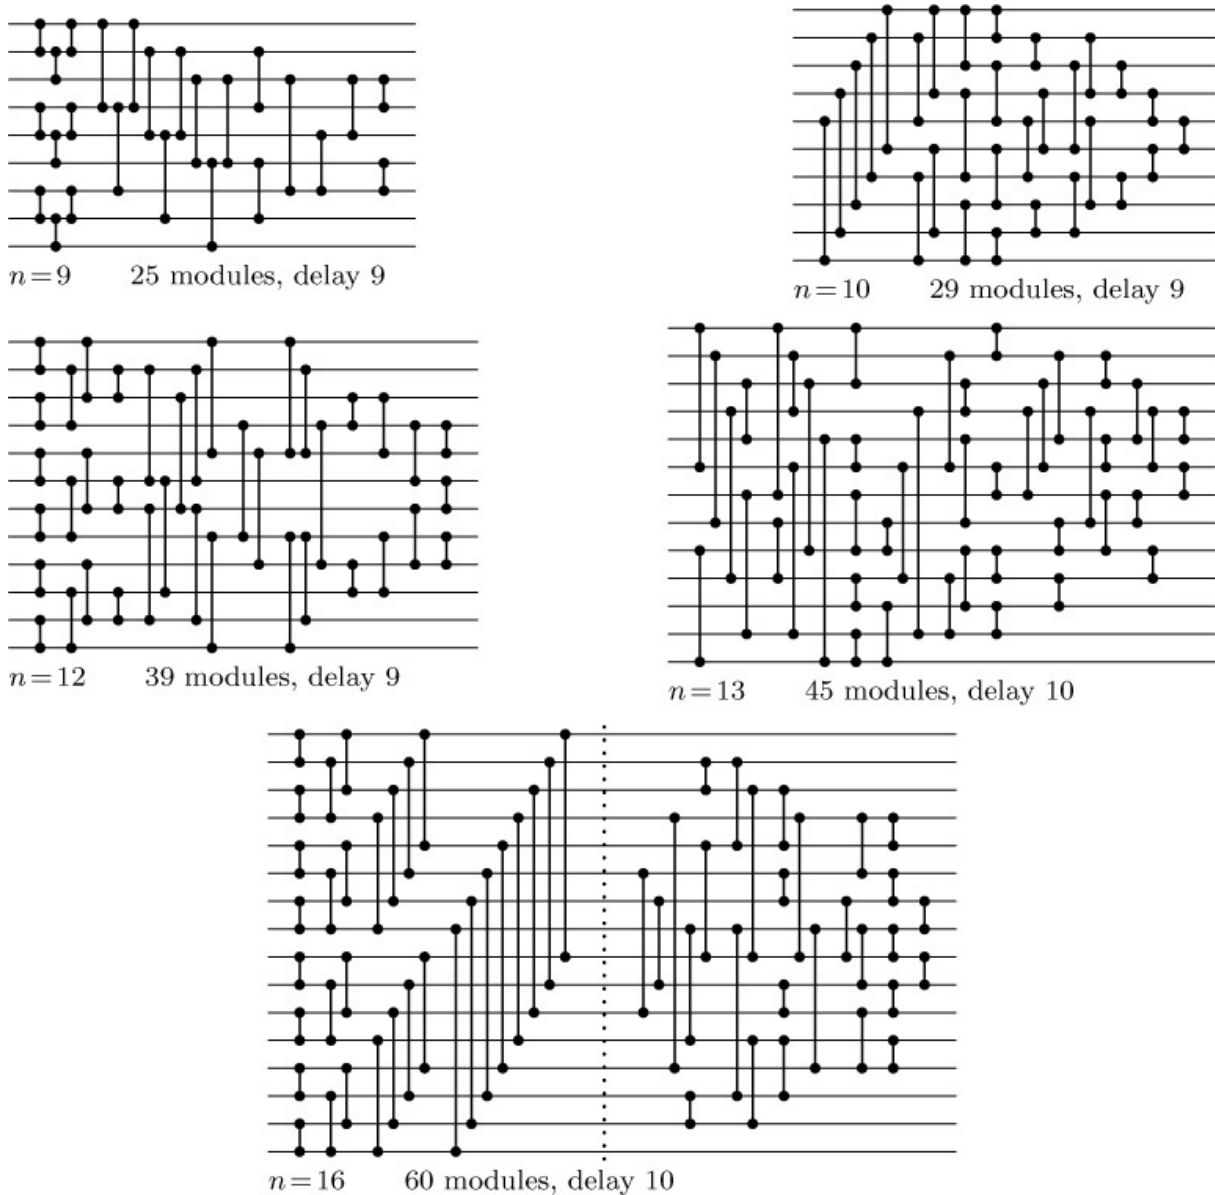 n=9 25 modules, delay 9
n=10 29 modules, delay 9
n=12 39 modules, delay 9
n=13 45 modules, delay 10
n=16 60 modules, delay 10